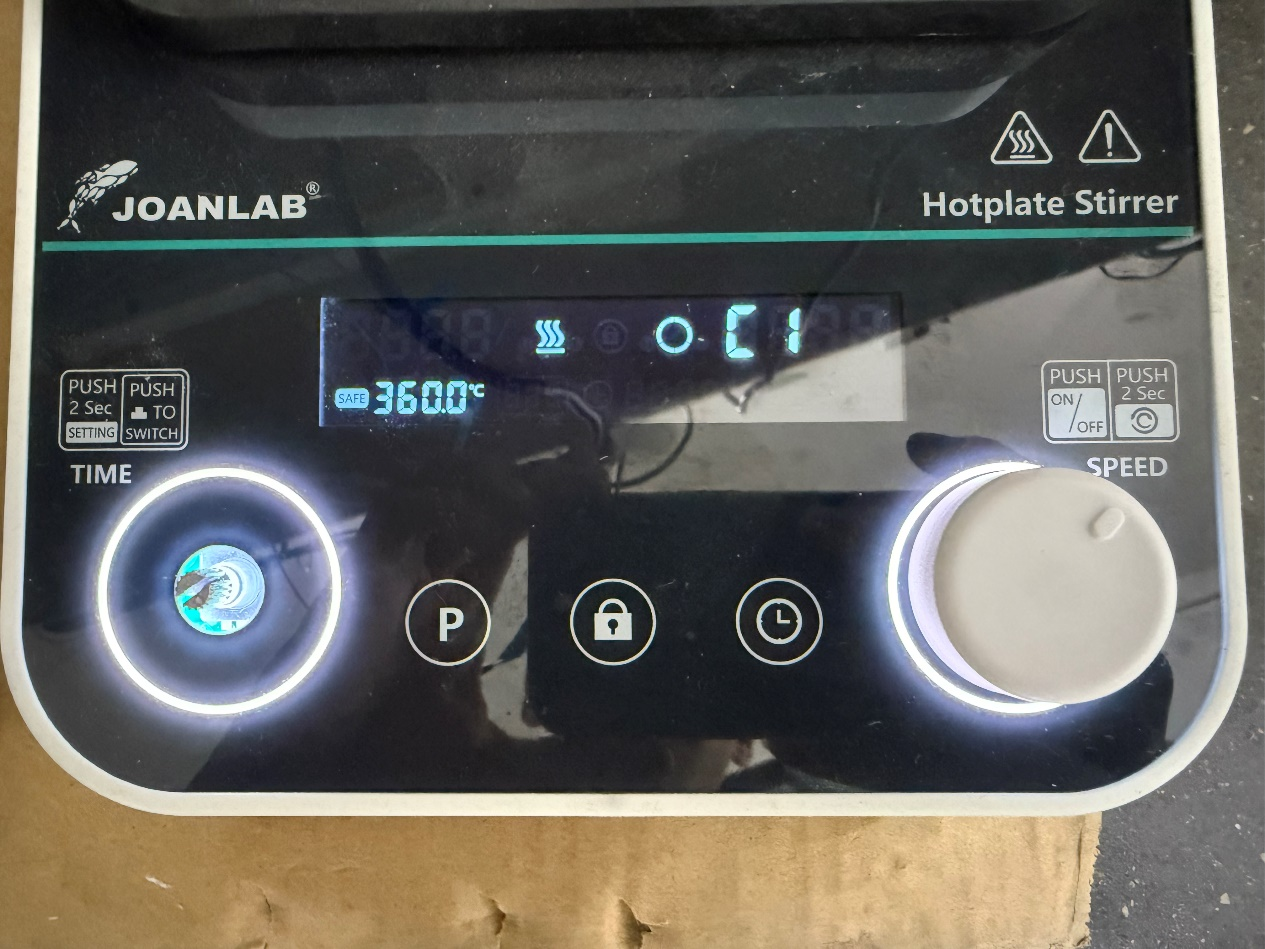 JOANLAB®
Hotplate Stirrer
C1
SAFE 360.0°C
PUSH
2 Sec
SETTING
PUSH
TO
SWITCH
TIME
PUSH
ON/OFF
PUSH
2 Sec
SPEED
P